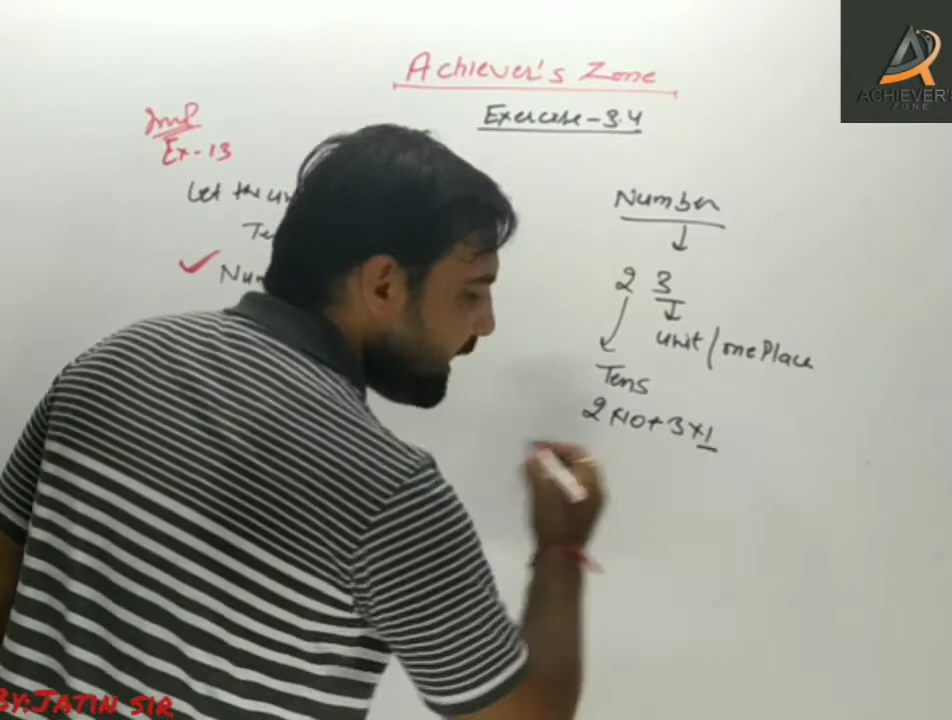 Achiever's Zone
Exercise-3.4
Imp
Ex-13
Let the
Number
2 3
unit/one Place
Tens
2×10+3×1
ACHIEVER'S
ZONE
BY:JATIN SIR